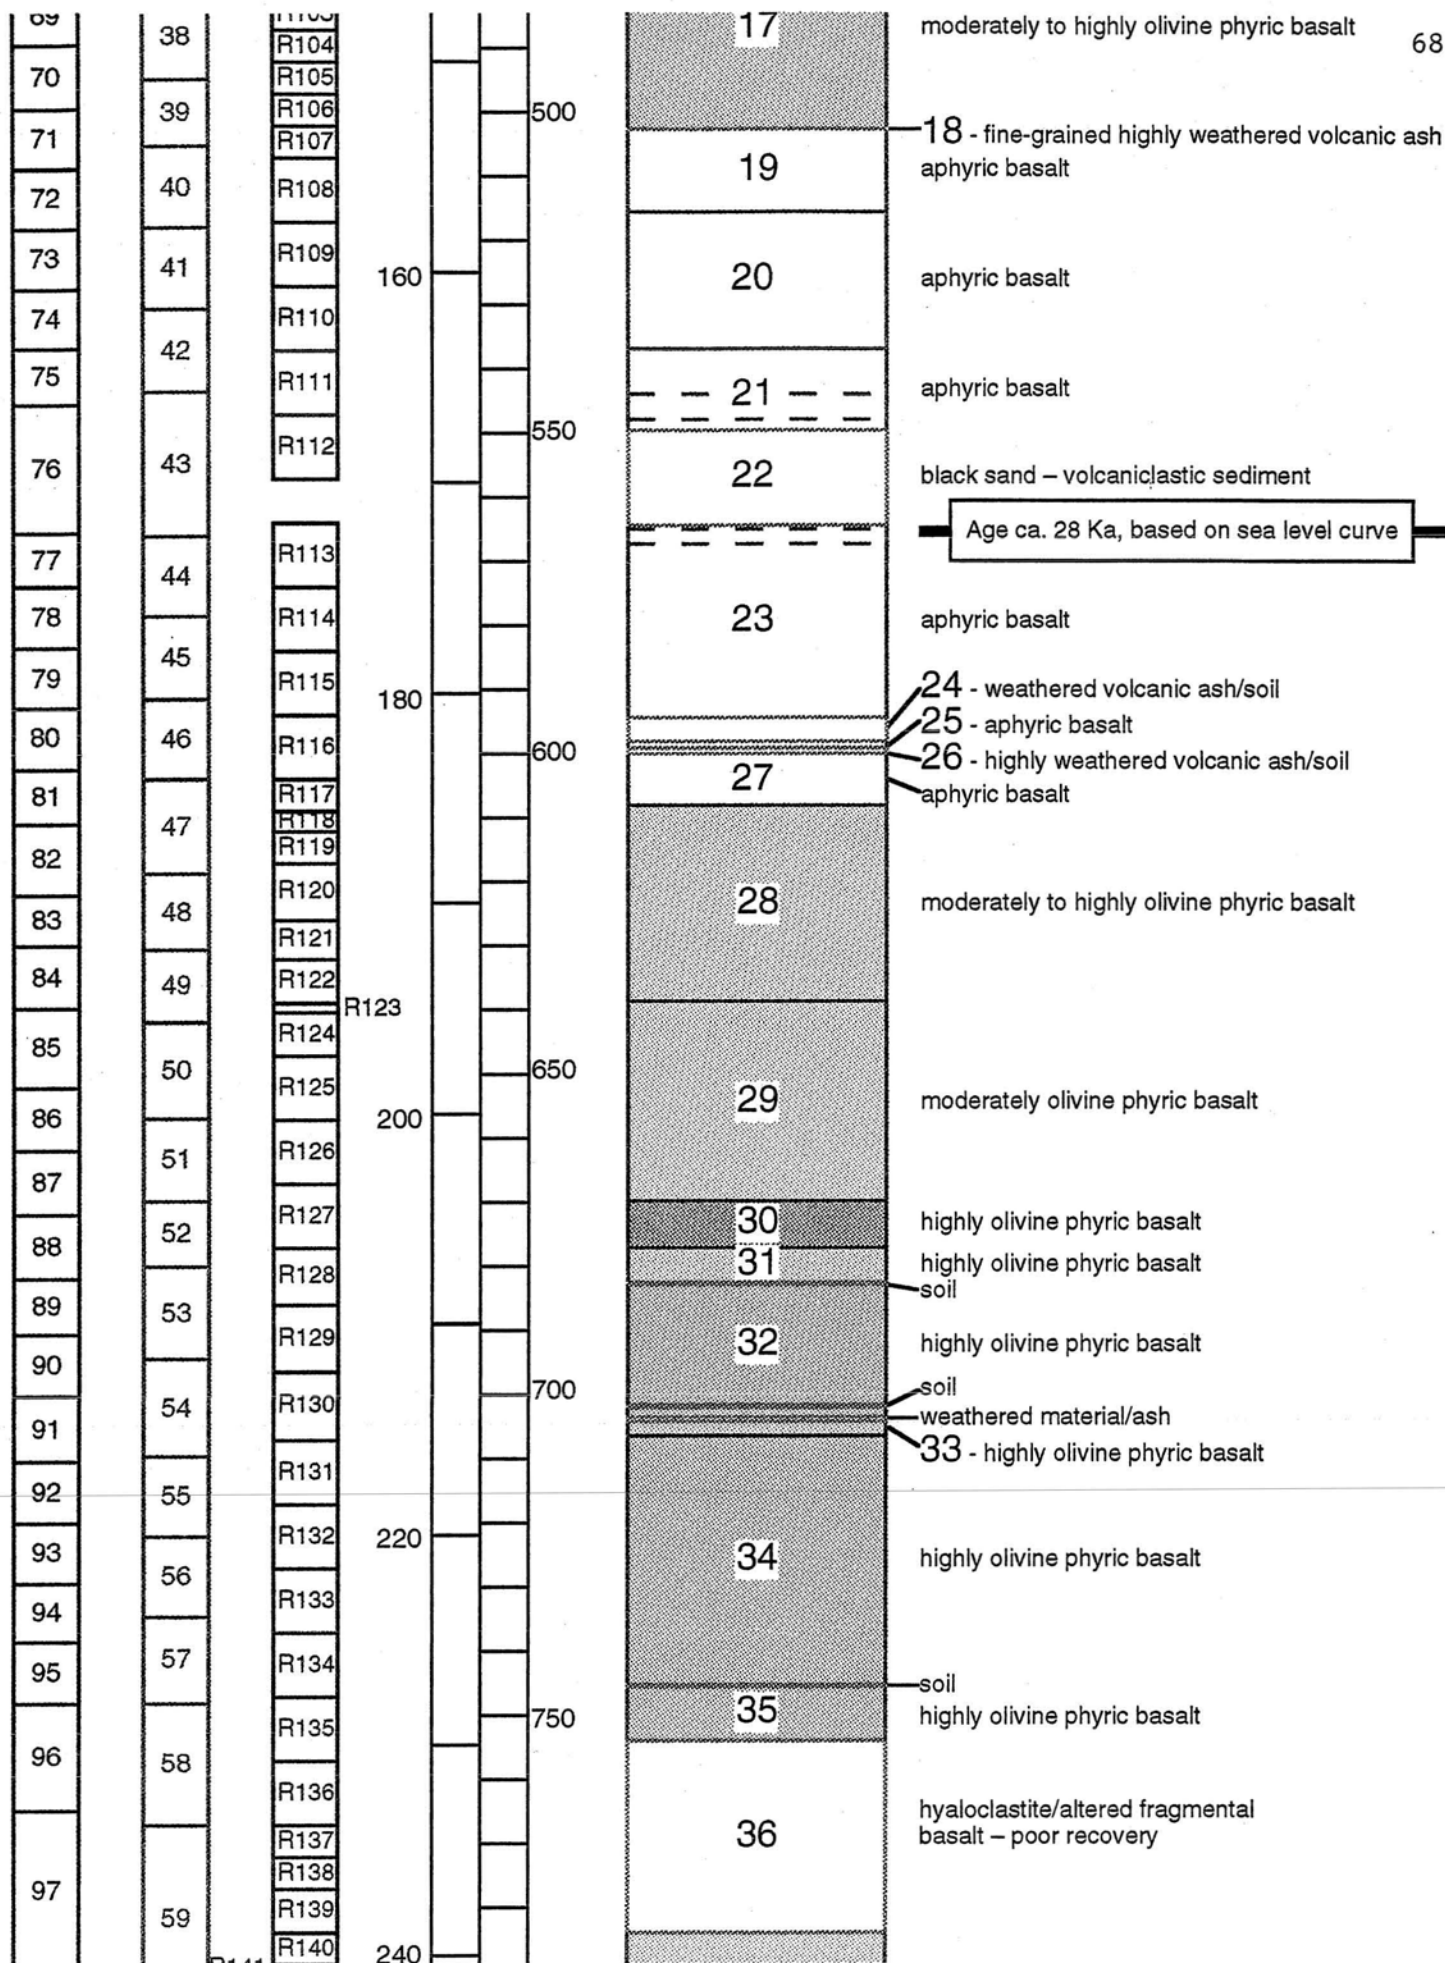 69
70
71
72
73
74
75
76
77
78
79
80
81
82
83
84
85
86
87
88
89
90
91
92
93
94
95
96
97
38
39
40
41
42
43
44
45
46
47
48
49
50
51
52
53
54
55
56
57
58
59
R103
R104
R105
R106
R107
R108
R109
R110
R111
R112
R113
R114
R115
R116
R117
R118
R119
R120
R121
R122
R123
R124
R125
R126
R127
R128
R129
R130
R131
R132
R133
R134
R135
R136
R137
R138
R139
R140
R141
160
180
200
220
240
500
550
600
650
700
750
68
17 moderately to highly olivine phyric basalt
18 - fine-grained highly weathered volcanic ash
19 aphyric basalt
20 aphyric basalt
21 aphyric basalt
22 black sand – volcaniclastic sediment
Age ca. 28 Ka, based on sea level curve
23 aphyric basalt
24 - weathered volcanic ash/soil
25 - aphyric basalt
26 - highly weathered volcanic ash/soil
27 aphyric basalt
28 moderately to highly olivine phyric basalt
29 moderately olivine phyric basalt
30 highly olivine phyric basalt
31 highly olivine phyric basalt
soil
32 highly olivine phyric basalt
soil
weathered material/ash
33 - highly olivine phyric basalt
34 highly olivine phyric basalt
soil
35 highly olivine phyric basalt
36 hyaloclastite/altered fragmental
basalt – poor recovery